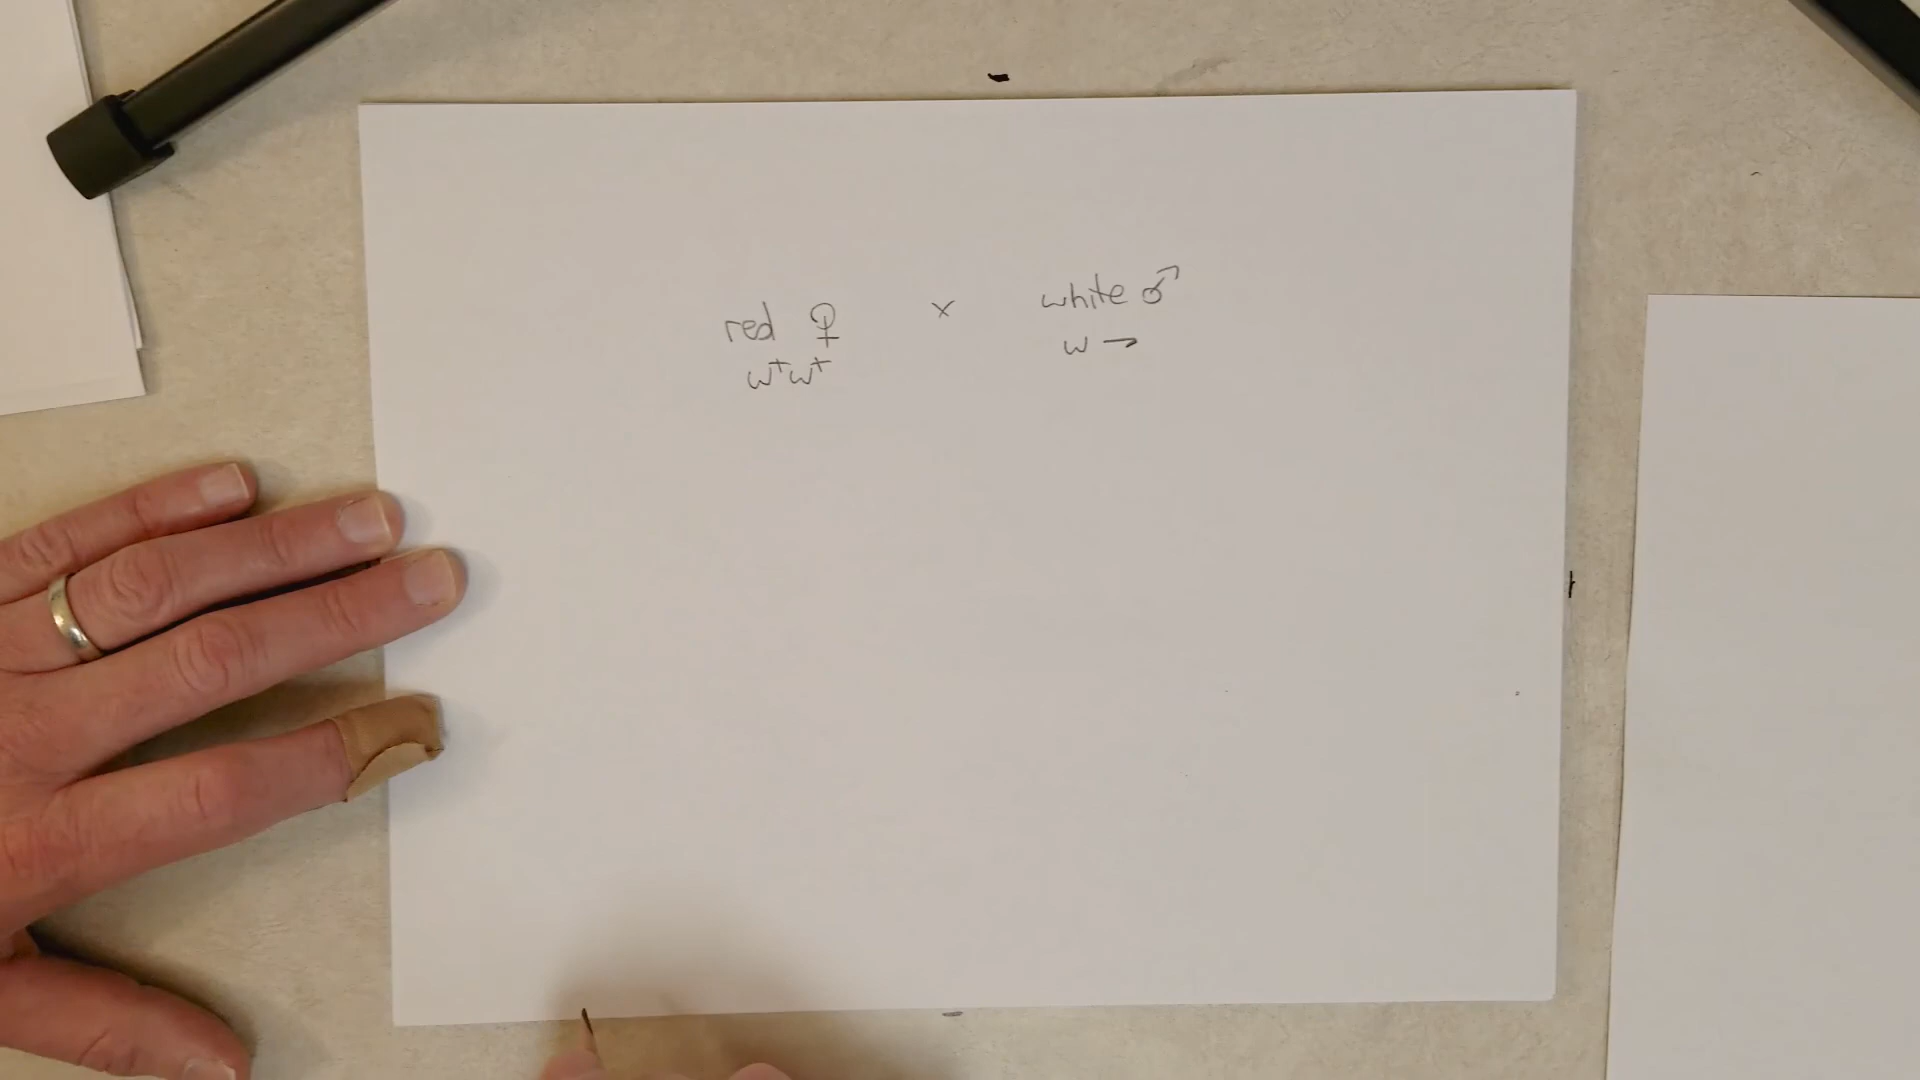 red ♀ x white ♂
w⁺w⁺ w ⇀